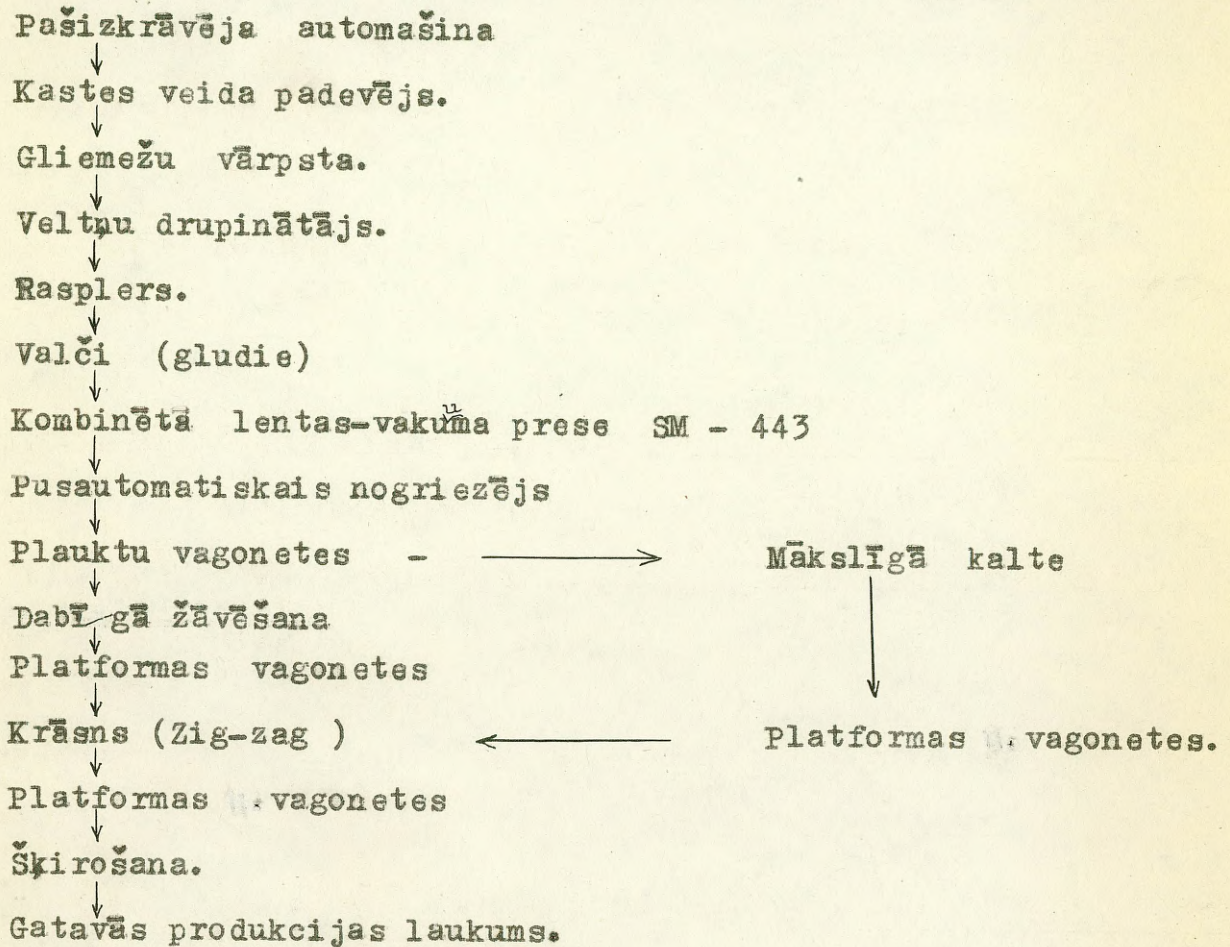 Pašizkrāvēja automašina
Kastes veida padevējs.
Gliemežu vārpsta.
Veltņu drupinātājs.
Rasplers.
Valči (gludie)
Kombinētā lentas-vakuūma prese SM - 443
Pusautomatiskais nogriezējs
Plauktu vagonetes - Mākslīgā kalte
Dabīgā žāvēšana
Platformas vagonetes
Krāsns (Zig-zag ) Platformas vagonetes.
Platformas vagonetes
Šķirošana.
Gatavās produkcijas laukums.